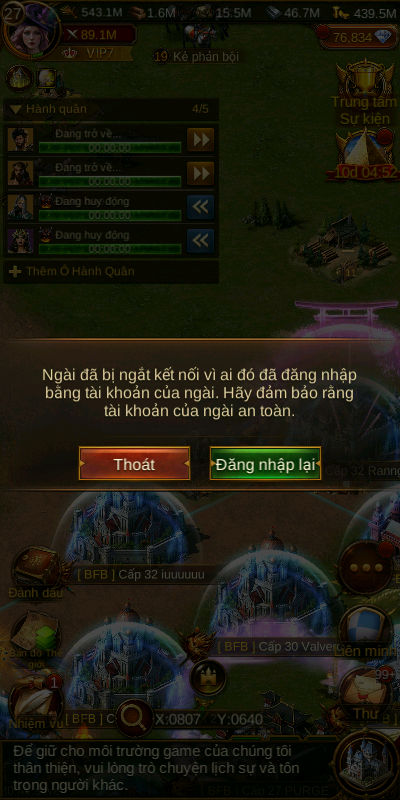 27
543.1M
1.6M
15.5M
46.7M
439.5M
89.1M
76,834
VIP7
19 Kẻ phản bội
Trung tâm
Sự kiện
Hành quân 4/5
Đang trở về...
00:00:00
Đang trở về...
00:00:00
Đang huy động
00:00:00
Đang huy động
00:00:00
Thêm Ô Hành Quân
10d 04:52
Ngài đã bị ngắt kết nối vì ai đó đã đăng nhập
bằng tài khoản của ngài. Hãy đảm bảo rằng
tài khoản của ngài an toàn.
Thoát
Đăng nhập lại
Cấp 32
[ BFB ] Cấp 32 iuuuuuu
Đánh dấu
[ BFB ] Cấp 30
Liên minh
Bản đồ Thế
giới
1
99+
Nhiệm vụ
[ BFB ]
X:0807 Y:0640
Thư
Để giữ cho môi trường game của chúng tôi
thân thiện, vui lòng trò chuyện lịch sự và tôn
trọng người khác.
Cấp 27 PURGE